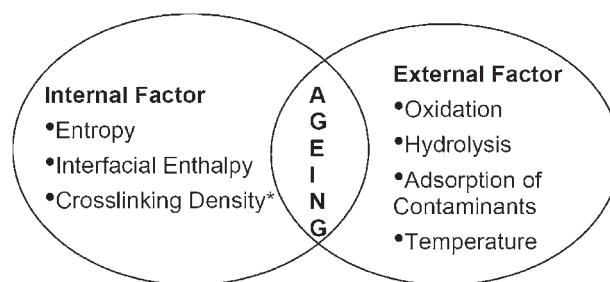 Internal Factor
•Entropy
•Interfacial Enthalpy
•Crosslinking Density*
A
G
E
I
N
G
External Factor
•Oxidation
•Hydrolysis
•Adsorption of
Contaminants
•Temperature